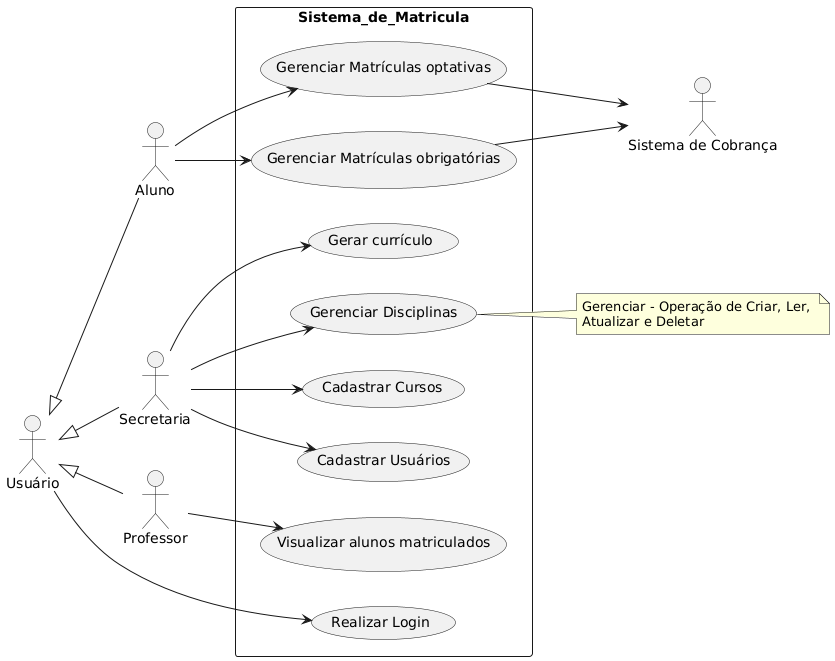 Sistema_de_Matricula
Gerenciar Matrículas optativas
Sistema de Cobrança
Gerenciar Matrículas obrigatórias
Aluno
Gerar currículo
Gerenciar Disciplinas
Gerenciar - Operação de Criar, Ler,
Atualizar e Deletar
Cadastrar Cursos
Secretaria
Cadastrar Usuários
Usuário
Professor
Visualizar alunos matriculados
Realizar Login